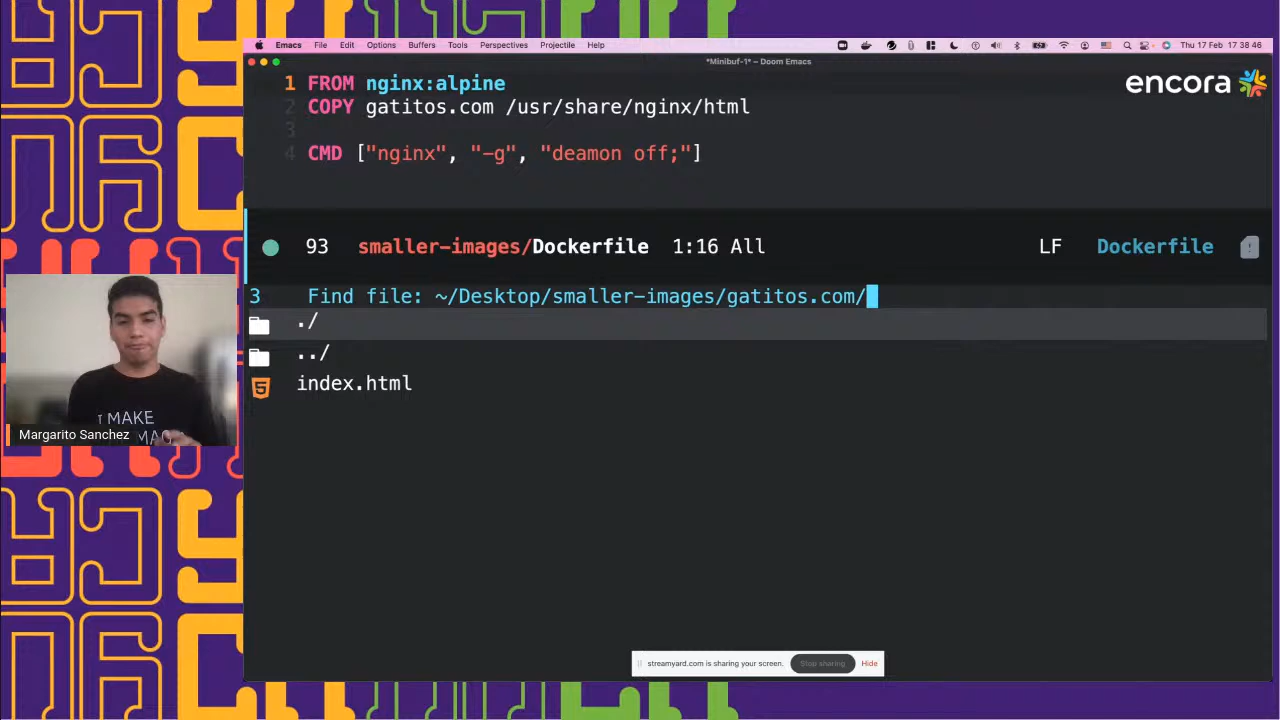 Emacs File Edit Options Buffers Tools Perspectives Projectile Help Thu 17 Feb 17 38 46
*Minibuf-1* – Doom Emacs
encora
1 FROM nginx:alpine
2 COPY gatitos.com /usr/share/nginx/html
3
4 CMD ["nginx", "-g", "deamon off;"]
93 smaller-images/Dockerfile 1:16 All LF Dockerfile
3 Find file: ~/Desktop/smaller-images/gatitos.com/
./
../
index.html
I MAKE
Margarito Sanchez
streamyard.com is sharing your screen. Stop sharing Hide